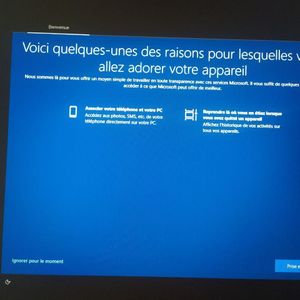 Bienvenue
Voici quelques-unes des raisons pour lesquelles v
allez adorer votre appareil
Nous sommes là pour vous offrir un moyen simple de travailler en toute transparence avec ces services Microsoft. Il vous suffit de quelques
accéder à ce que Microsoft peut offrir de meilleur.
Associer votre téléphone et votre PC
Accédez aux photos, SMS, etc. de votre
téléphone directement sur votre PC.
Reprendre là où vous en étiez lorsque
vous avez quitté un appareil
Affichez l'historique de vos activités sur
tous vos appareils.
Ignorer pour le moment
Prise e